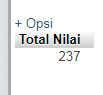 + Opsi
Total Nilai
237